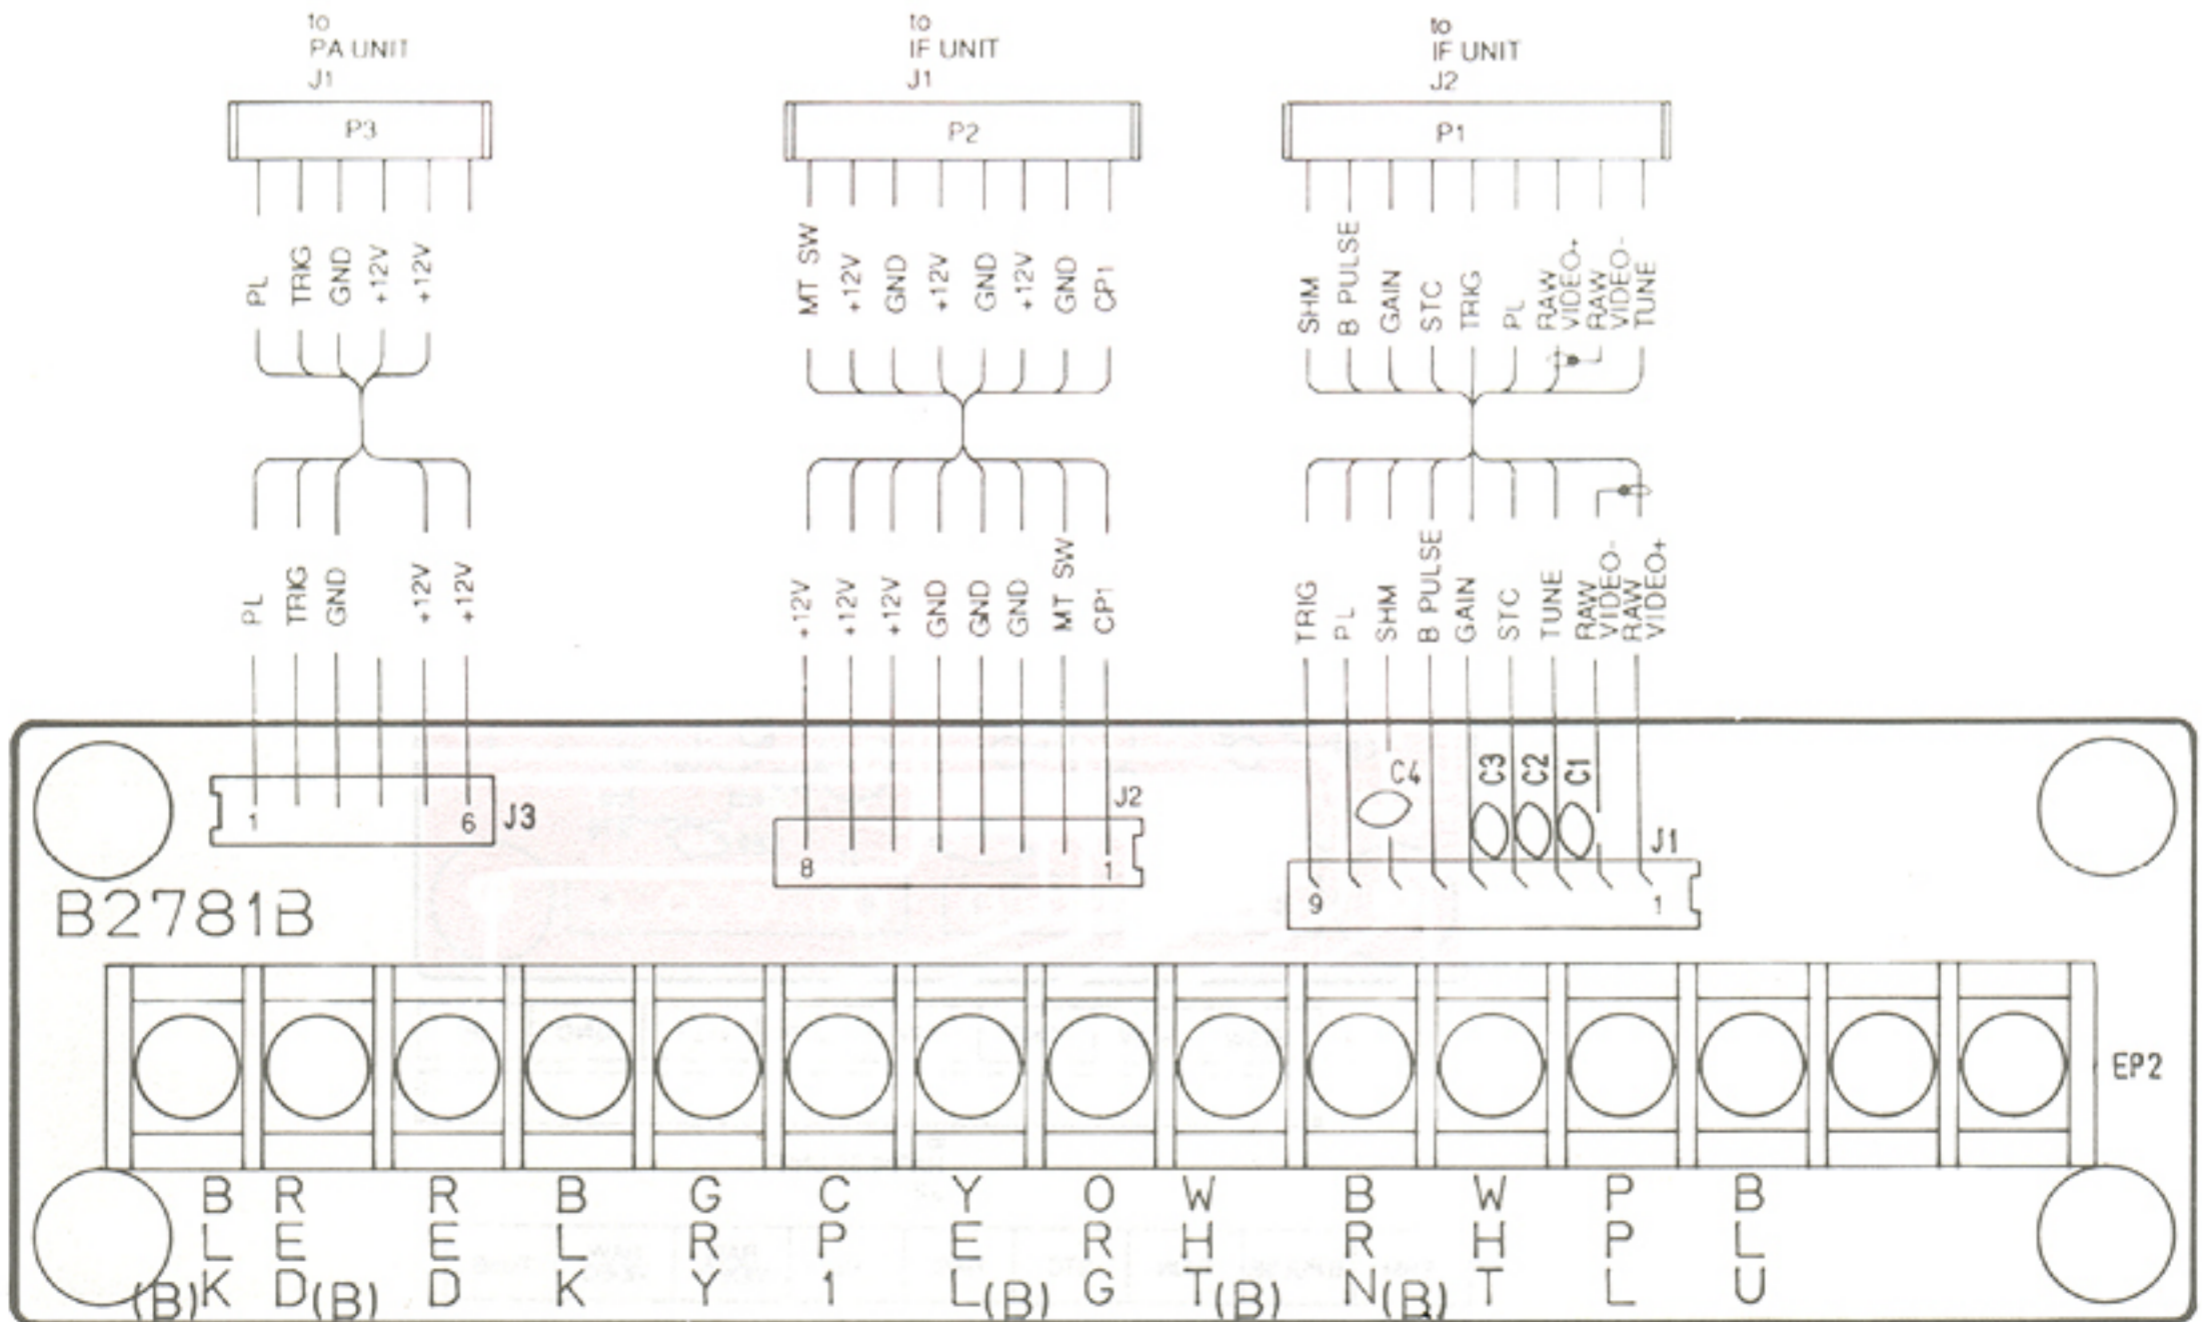 to
PA UNIT
J1
to
IF UNIT
J1
to
IF UNIT
J2
P3
P2
P1
PL
TRIG
GND
+12V
+12V
MT SW
+12V
GND
+12V
GND
+12V
GND
CP1
SHM
B PULSE
GAIN
STC
TRIG
PL
RAW
VIDEO+
RAW
VIDEO-
TUNE
PL
TRIG
GND
+12V
+12V
+12V
+12V
+12V
GND
GND
GND
MT SW
CP1
TRIG
PL
SHM
B PULSE
GAIN
STC
TUNE
RAW
VIDEO-
RAW
VIDEO+
C4
C3
C2
C1
1
6
J3
J2
8
1
J1
9
1
B2781B
EP2
BLK
(B)
RED
(B)
RED
BLK
GRY
CP1
YEL
(B)
ORG
WHT
(B)
BRN
(B)
WHT
PPL
BLU